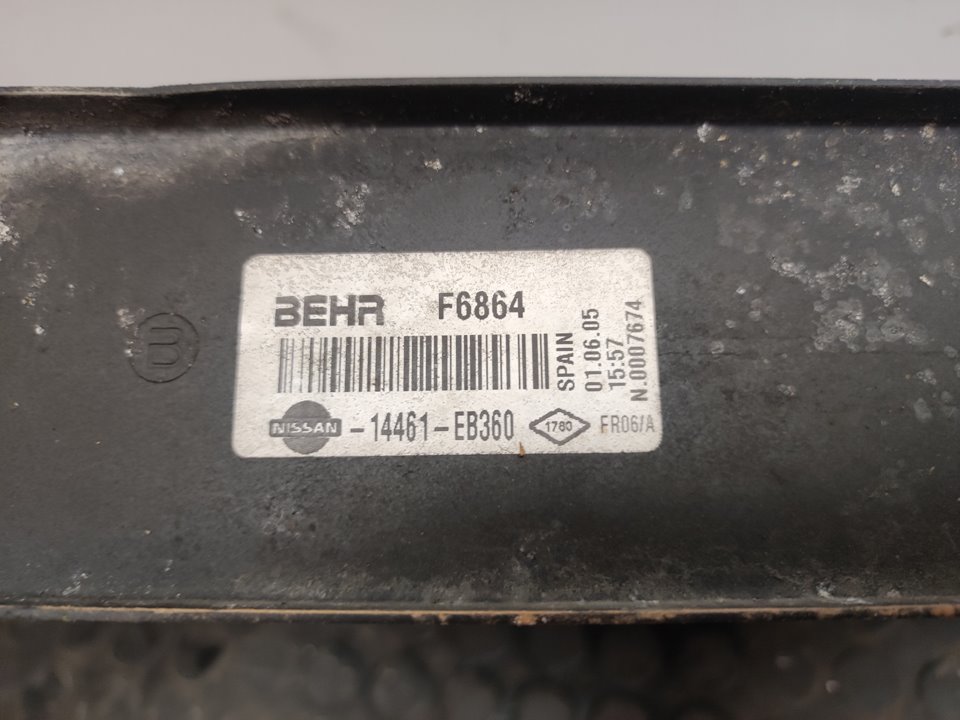 BEHR F6864
NISSAN -14461-EB360 1780 FR06/A
SPAIN
01.06.05
15:57
N.0007674